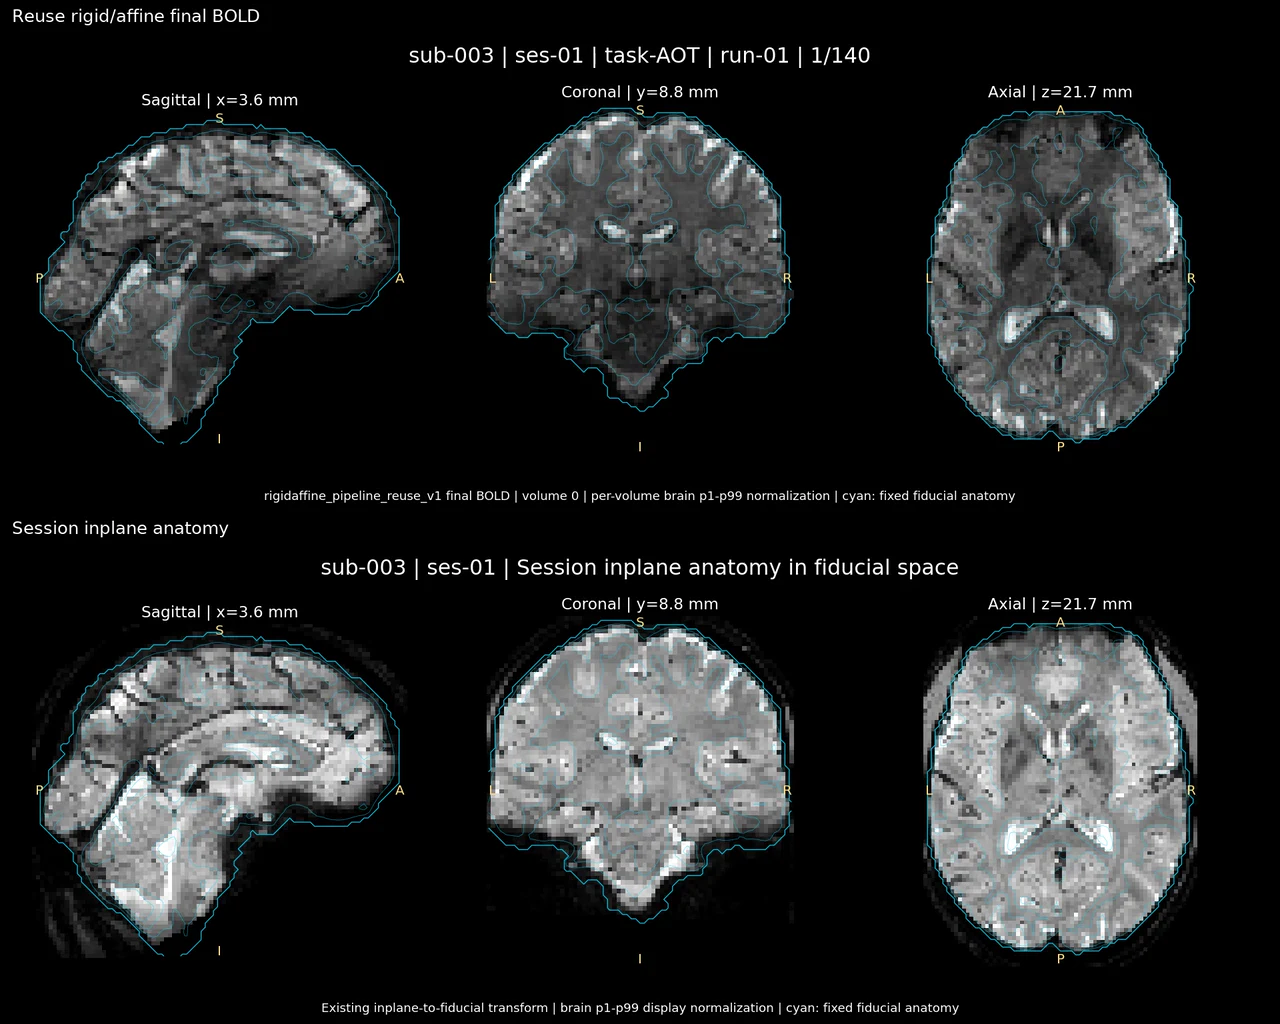 Reuse rigid/affine final BOLD
sub-003 | ses-01 | task-AOT | run-01 | 1/140
Sagittal | x=3.6 mm
Coronal | y=8.8 mm
Axial | z=21.7 mm
S
S
A
P
A
L
R
L
R
I
I
P
rigidaffine_pipeline_reuse_v1 final BOLD | volume 0 | per-volume brain p1-p99 normalization | cyan: fixed fiducial anatomy
Session inplane anatomy
sub-003 | ses-01 | Session inplane anatomy in fiducial space
Sagittal | x=3.6 mm
Coronal | y=8.8 mm
Axial | z=21.7 mm
S
S
A
P
A
L
R
L
R
I
I
P
Existing inplane-to-fiducial transform | brain p1-p99 display normalization | cyan: fixed fiducial anatomy